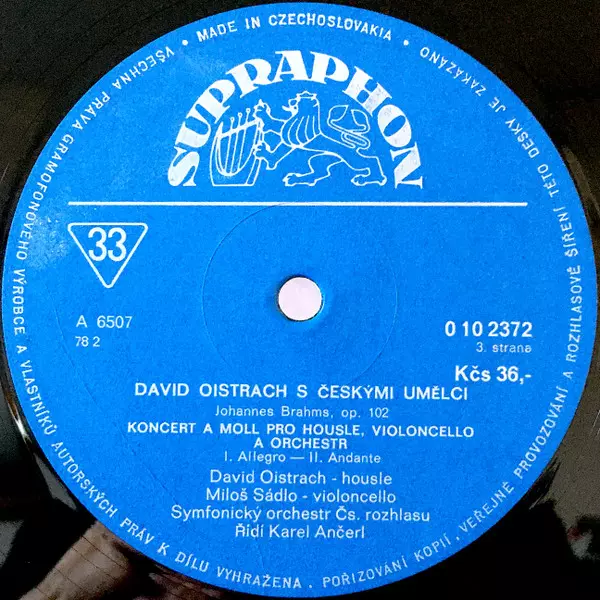 VŠECHNA PRÁVA GRAMOFONOVÉHO VÝROBCE A VLASTNÍKŮ AUTORSKÝCH PRÁV K DÍLU VYHRAŽENA. POŘIZOVÁNÍ KOPIÍ, VEŘEJNÉ PROVOZOVÁNÍ A ROZHLASOVÉ ŠÍŘENÍ TÉTO DESKY JE ZAKÁZÁNO
• MADE IN CZECHOSLOVAKIA •
SUPRAPHON
33
A 6507
78 2
0 10 2372
3. strana
Kčs 36,-
DAVID OISTRACH S ČESKÝMI UMĚLCI
Johannes Brahms, op. 102
KONCERT A MOLL PRO HOUSLE, VIOLONCELLO
A ORCHESTR
I. Allegro — II. Andante
David Oistrach - housle
Miloš Sádlo - violoncello
Symfonický orchestr Čs. rozhlasu
Řídí Karel Ančerl